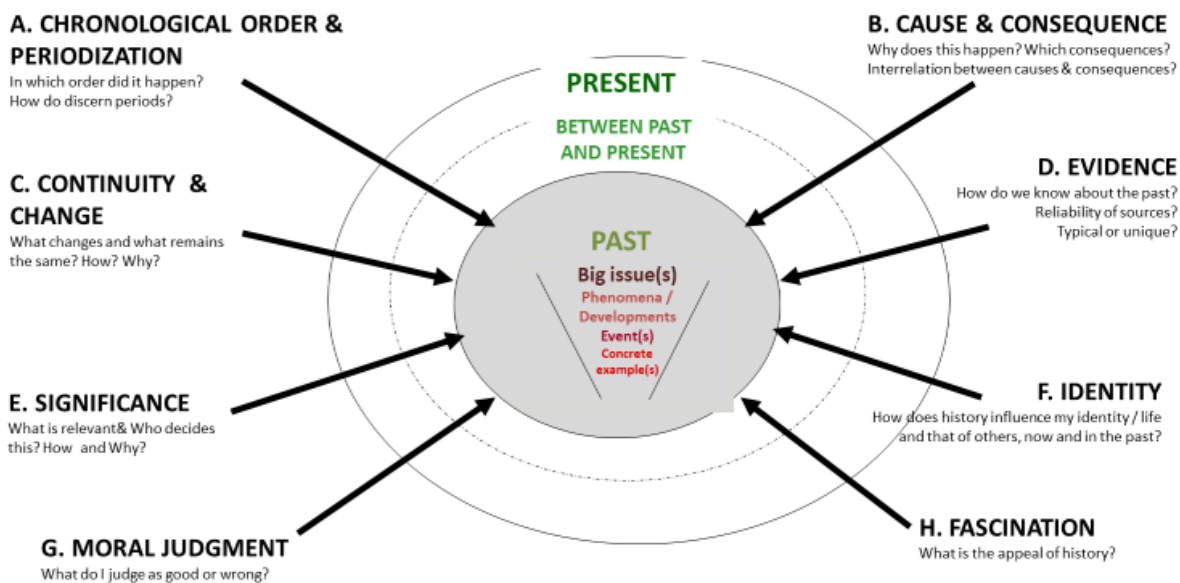 A. CHRONOLOGICAL ORDER &
PERIODIZATION
In which order did it happen?
How do discern periods?
B. CAUSE & CONSEQUENCE
Why does this happen? Which consequences?
Interrelation between causes & consequences?
PRESENT
BETWEEN PAST
AND PRESENT
C. CONTINUITY &
CHANGE
What changes and what remains
the same? How? Why?
D. EVIDENCE
How do we know about the past?
Reliability of sources?
Typical or unique?
PAST
Big issue(s)
Phenomena /
Developments
Event(s)
Concrete
example(s)
E. SIGNIFICANCE
What is relevant& Who decides
this? How and Why?
F. IDENTITY
How does history influence my identity / life
and that of others, now and in the past?
G. MORAL JUDGMENT
What do I judge as good or wrong?
H. FASCINATION
What is the appeal of history?